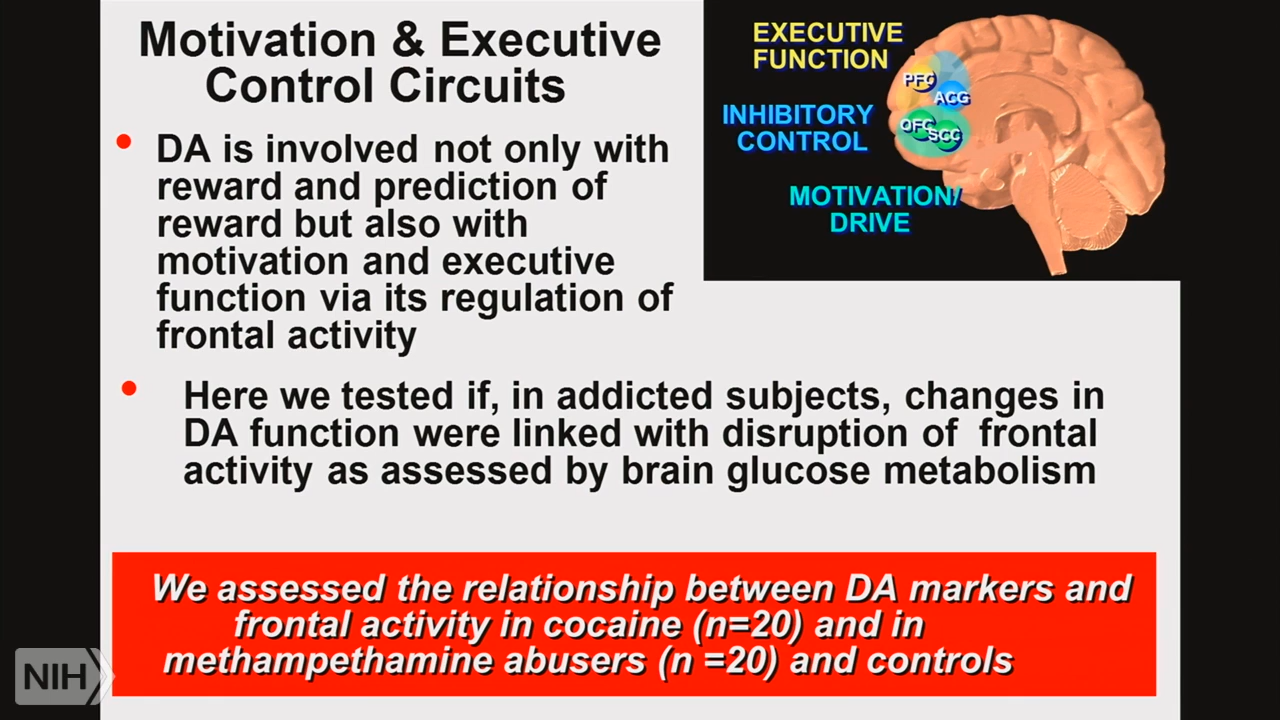 Motivation & Executive
Control Circuits
• DA is involved not only with
reward and prediction of
reward but also with
motivation and executive
function via its regulation of
frontal activity
• Here we tested if, in addicted subjects, changes in
DA function were linked with disruption of frontal
activity as assessed by brain glucose metabolism
EXECUTIVE
FUNCTION
PFC
ACG
INHIBITORY
CONTROL
OFC
SCC
MOTIVATION/
DRIVE
We assessed the relationship between DA markers and
frontal activity in cocaine (n=20) and in
methampethamine abusers (n =20) and controls
NIH